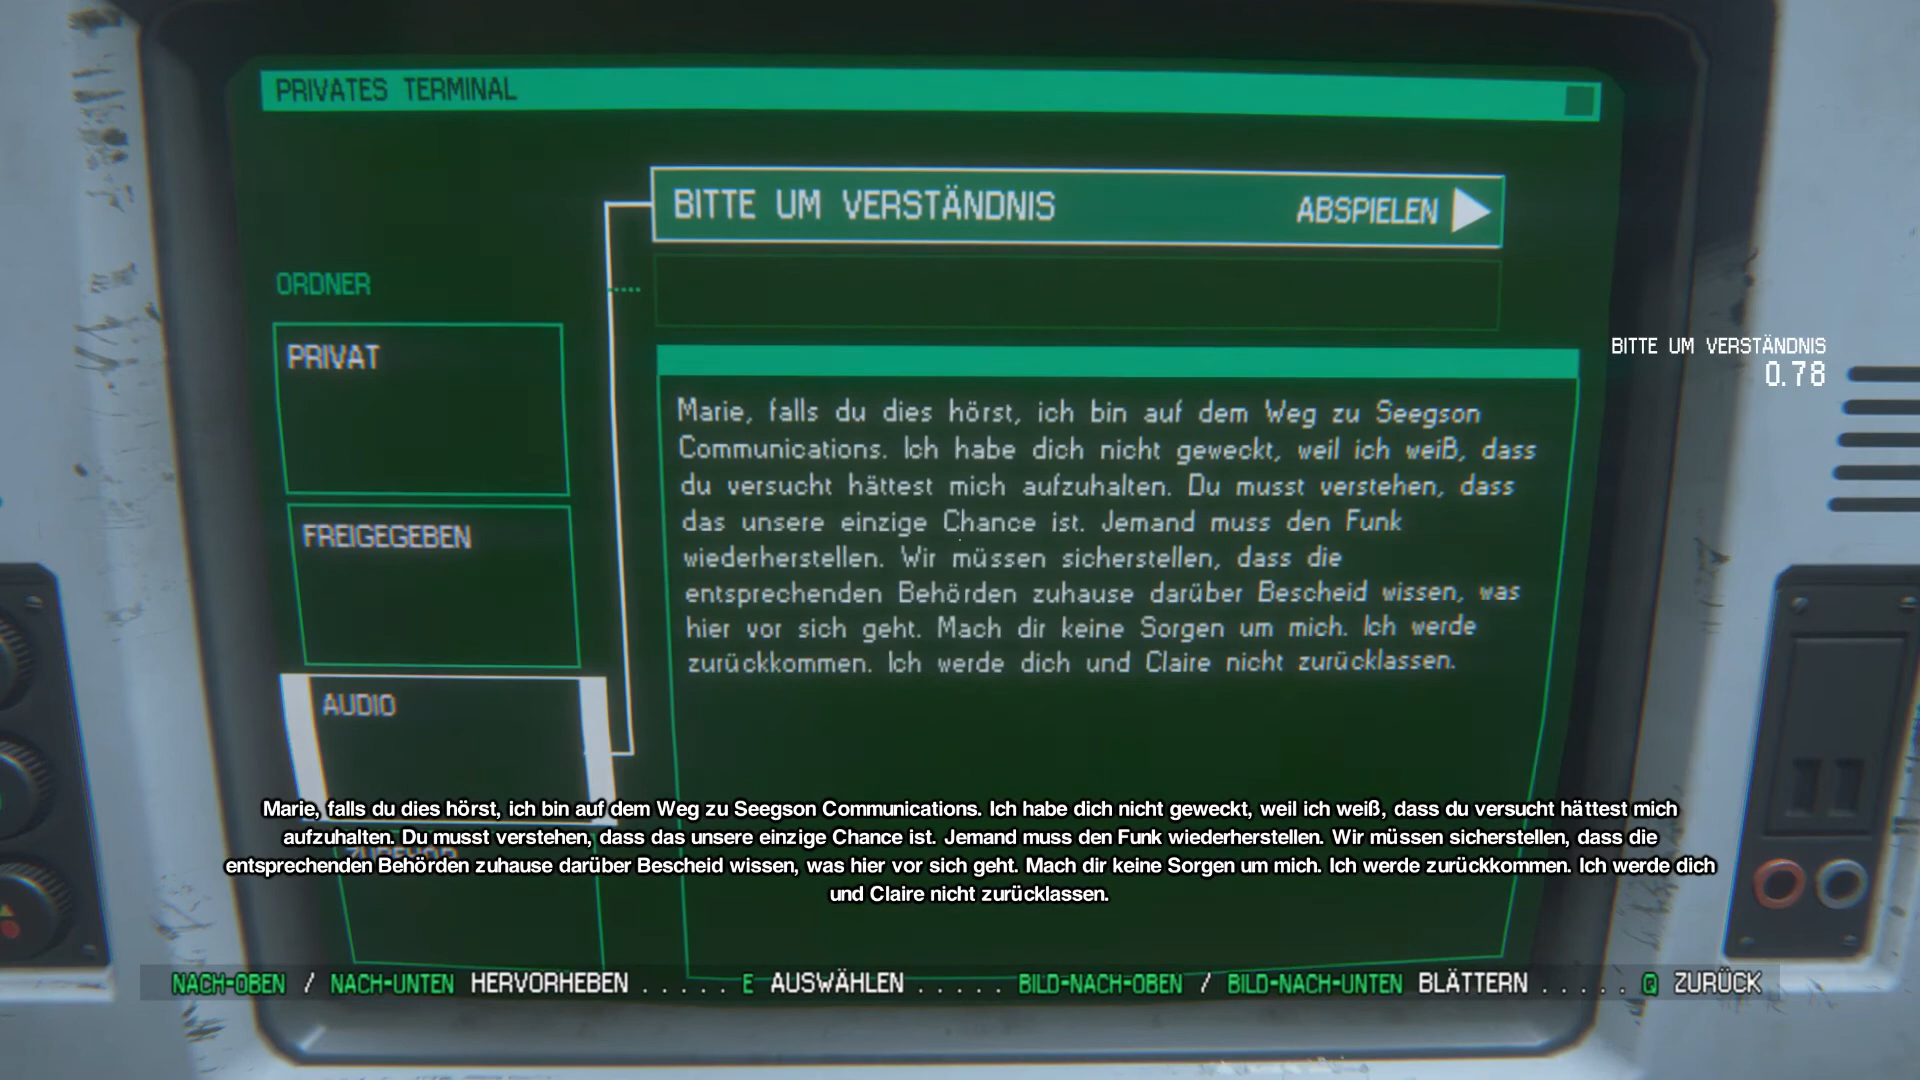 PRIVATES TERMINAL
BITTE UM VERSTÄNDNIS
ABSPIELEN
ORDNER
PRIVAT
FREIGEGEBEN
AUDIO
ZUBEHÖR
BITTE UM VERSTÄNDNIS
0.78
Marie, falls du dies hörst, ich bin auf dem Weg zu Seegson
Communications. Ich habe dich nicht geweckt, weil ich weiß, dass
du versucht hättest mich aufzuhalten. Du musst verstehen, dass
das unsere einzige Chance ist. Jemand muss den Funk
wiederherstellen. Wir müssen sicherstellen, dass die
entsprechenden Behörden zuhause darüber Bescheid wissen, was
hier vor sich geht. Mach dir keine Sorgen um mich. Ich werde
zurückkommen. Ich werde dich und Claire nicht zurücklassen.
Marie, falls du dies hörst, ich bin auf dem Weg zu Seegson Communications. Ich habe dich nicht geweckt, weil ich weiß, dass du versucht hättest mich
aufzuhalten. Du musst verstehen, dass das unsere einzige Chance ist. Jemand muss den Funk wiederherstellen. Wir müssen sicherstellen, dass die
entsprechenden Behörden zuhause darüber Bescheid wissen, was hier vor sich geht. Mach dir keine Sorgen um mich. Ich werde zurückkommen. Ich werde dich
und Claire nicht zurücklassen.
NACH-OBEN / NACH-UNTEN HERVORHEBEN . . . . . E AUSWÄHLEN . . . . . BILD-NACH-OBEN / BILD-NACH-UNTEN BLÄTTERN . . . . . Q ZURÜCK